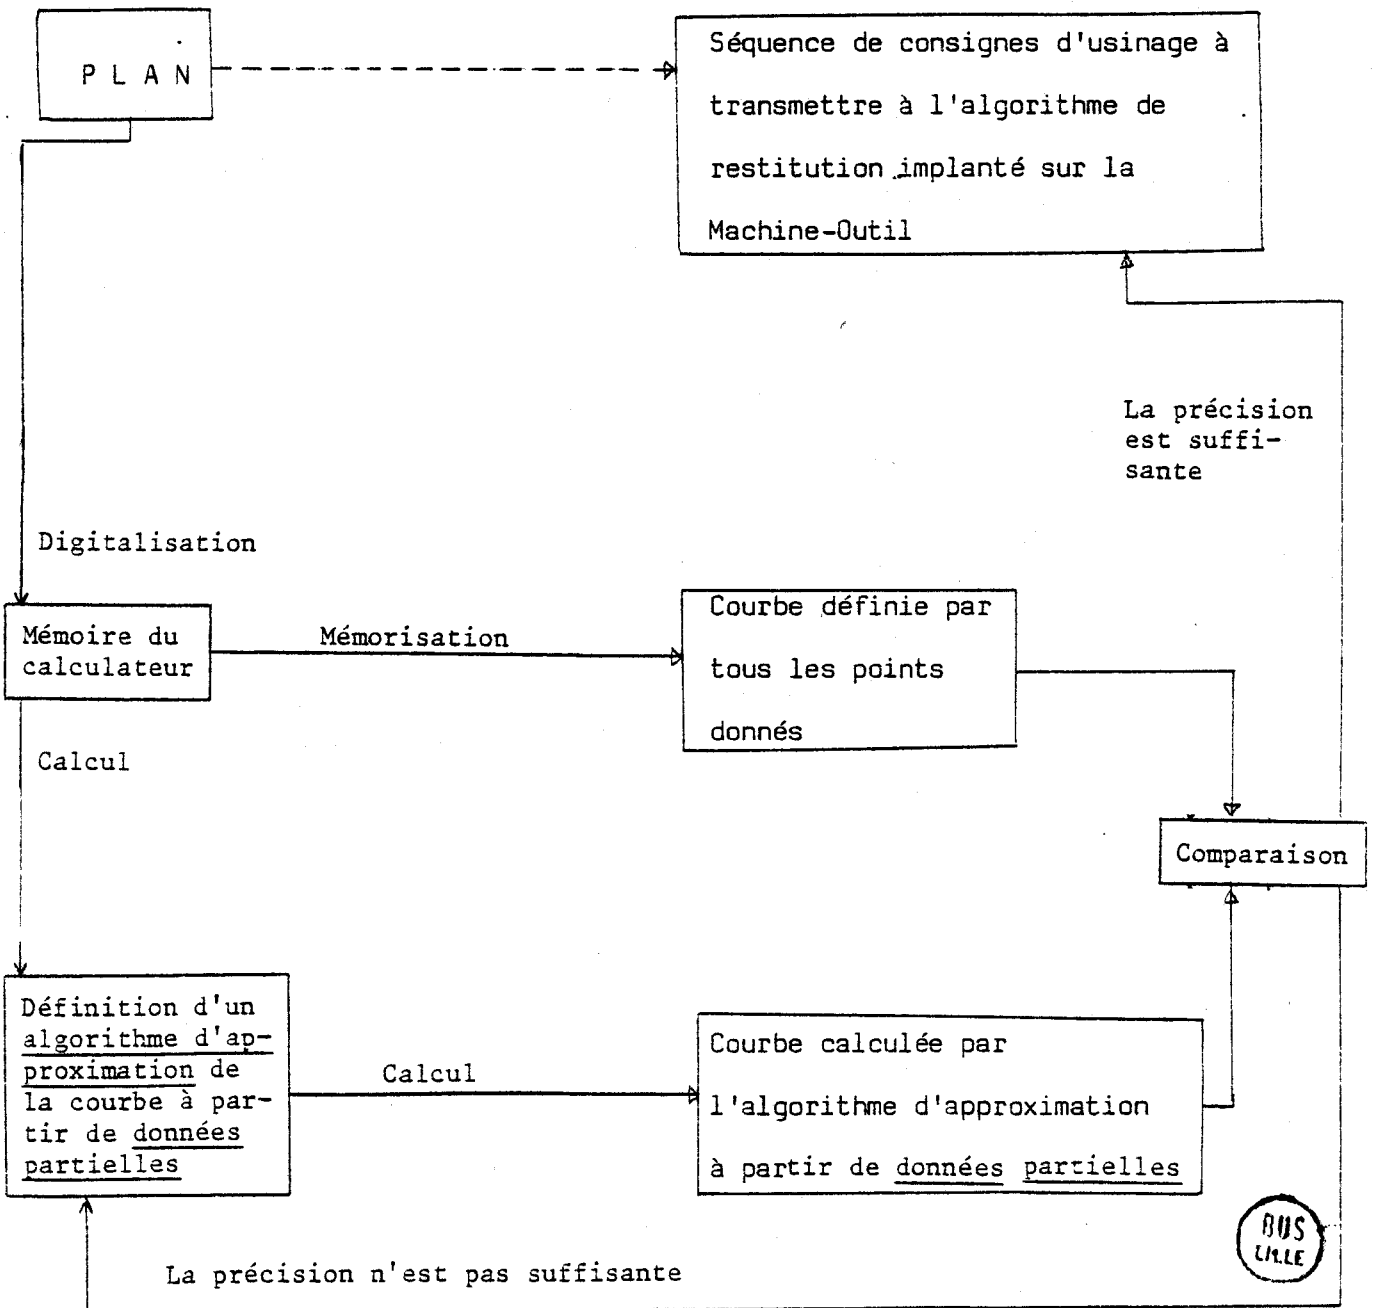 P L A N
Séquence de consignes d'usinage à
transmettre à l'algorithme de
restitution implanté sur la
Machine-Outil
La précision
est suffi-
sante
Digitalisation
Mémoire du
calculateur
Mémorisation
Courbe définie par
tous les points
donnés
Calcul
Comparaison
Définition d'un
algorithme d'ap-
proximation de
la courbe à par-
tir de données
partielles
Calcul
Courbe calculée par
l'algorithme d'approximation
à partir de données partielles
BUS
LILLE
La précision n'est pas suffisante